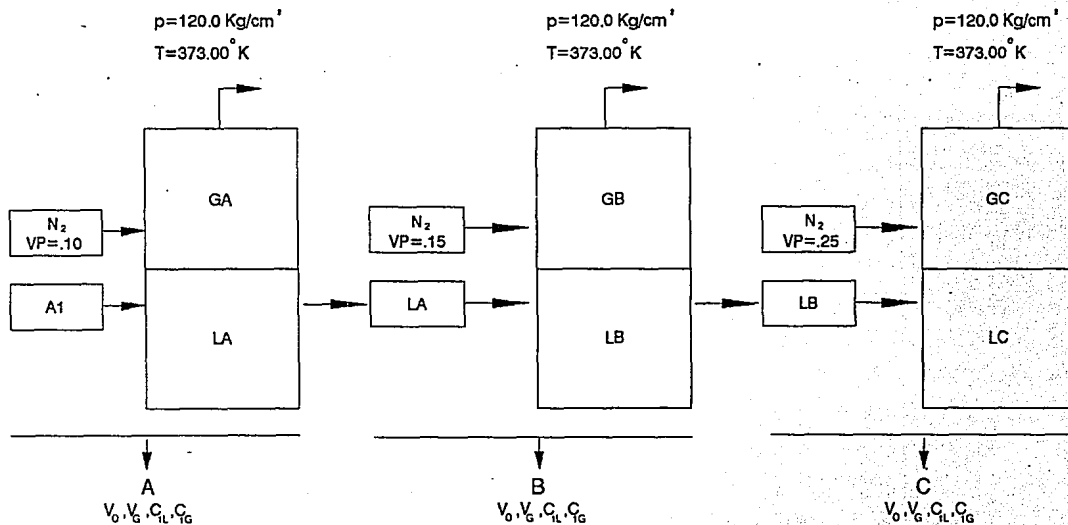 p=120.0 Kg/cm²
T=373.00°K
GA
N₂
VP=.10
A1
LA
A
V₀,V_G,C_1L,C_1G
p=120.0 Kg/cm²
T=373.00°K
GB
N₂
VP=.15
LA
LB
B
V₀,V_G,C_1L,C_1G
p=120.0 Kg/cm²
T=373.00°K
GC
N₂
VP=.25
LB
LC
C
V₀,V_G,C_1L,C_1G